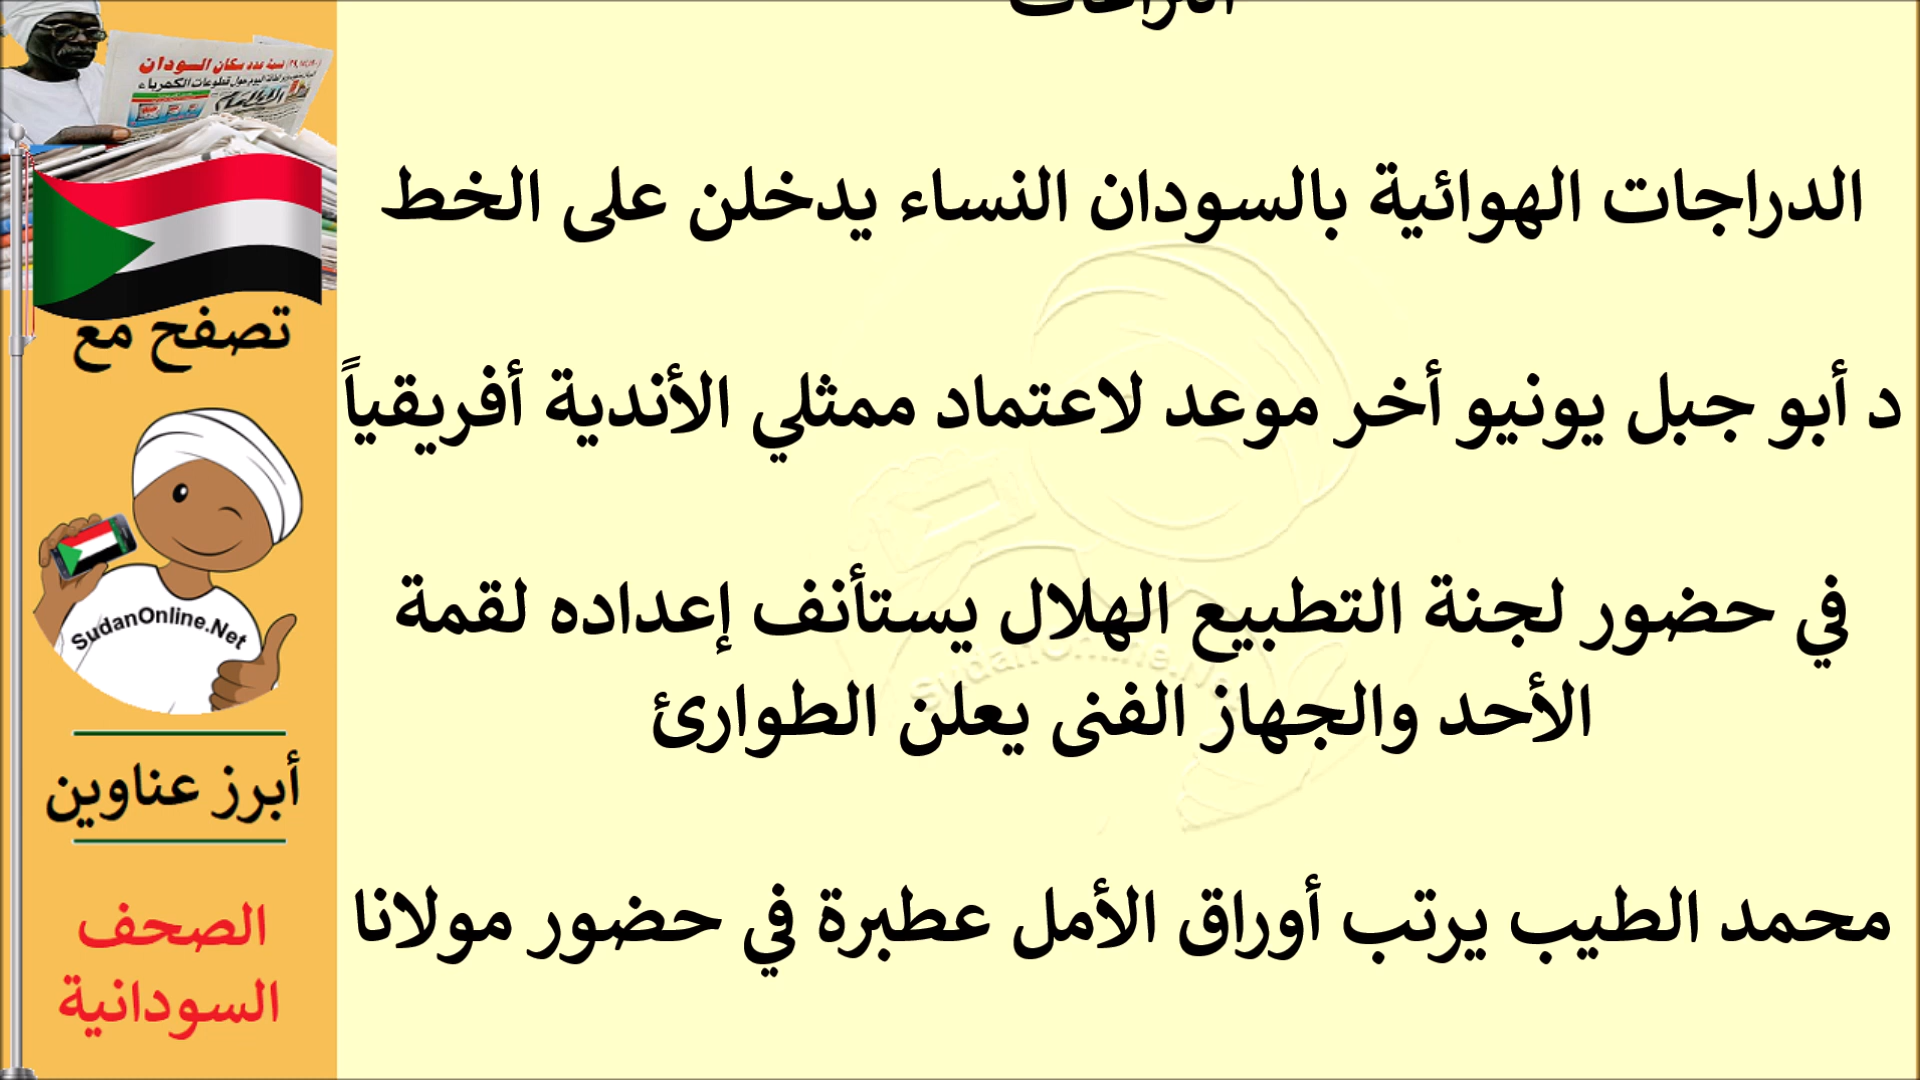 الدراجات الهوائية بالسودان النساء يدخلن على الخط
د أبو جبل يونيو أخر موعد لاعتماد ممثلي الأندية أفريقياً
في حضور لجنة التطبيع الهلال يستأنف إعداده لقمة
الأحد والجهاز الفنى يعلن الطوارئ
محمد الطيب يرتب أوراق الأمل عطبرة في حضور مولانا
تصفح مع
SudanOnline.Net
أبرز عناوين
الصحف
السودانية
SudanOnline.Net